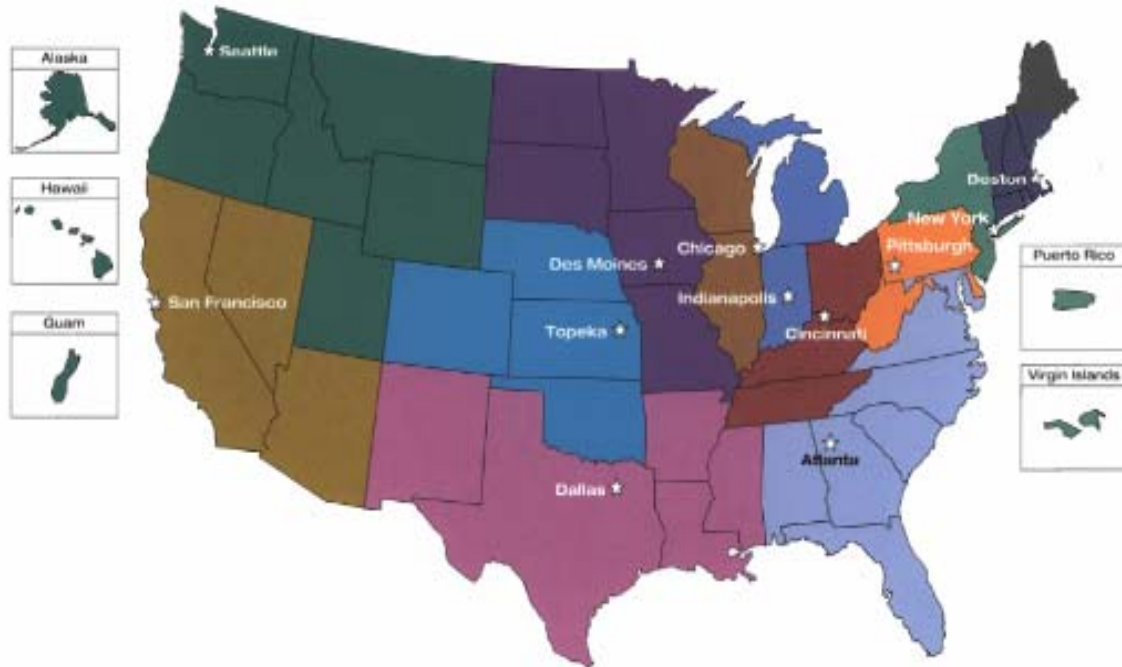 Alaska
Hawaii
Guam
Seattle
San Francisco
Des Moines
Topeka
Dallas
Chicago
Indianapolis
Cincinnati
Atlanta
Boston
New York
Pittsburgh
Puerto Rico
Virgin Islands